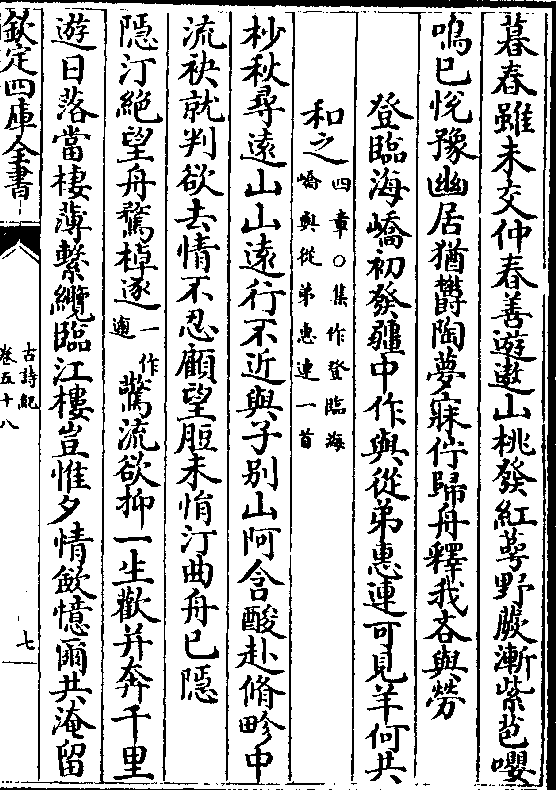 暮春雖未交仲春善遊遨山桃發紅萼野蕨漸紫苞嚶
鳴已悅豫幽居猶鬱陶夢寐佇歸舟釋我吝與勞
登臨海嶠初發疆中作與從弟惠連可見羊何共
和之四章○集作登臨海
嶠與從弟惠連一首
杪秋尋遠山山遠行不近與子別山阿含酸赴脩畛中
流袂就判欲去情不忍顧望脰未悁汀曲舟已隱
隱汀絶望舟騖棹逐一作
遒驚流欲抑一生歡并奔千里
遊日落當棲薄繫纜臨江樓豈惟夕情歛憶爾共淹留
欽定四庫全書
古詩紀
卷五十八
七